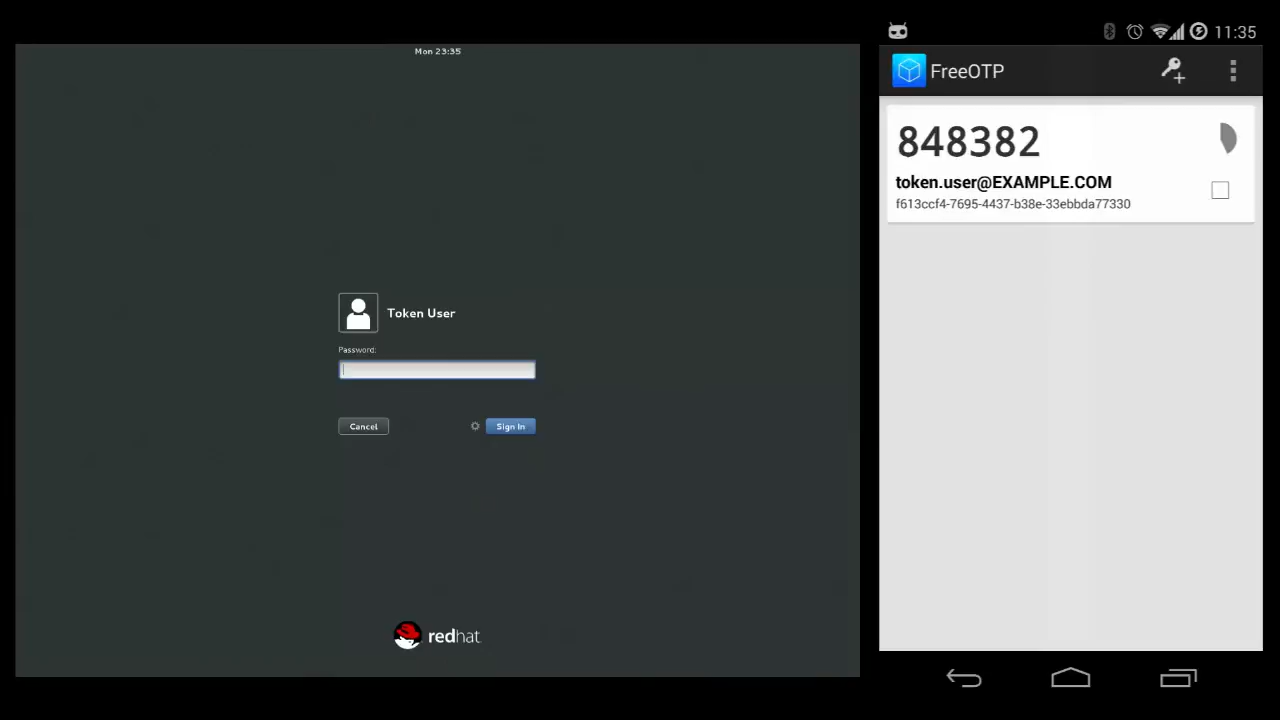 Mon 23:35
Token User
Password:
Cancel
Sign In
redhat.
11:35
FreeOTP
848382
token.user@EXAMPLE.COM
f613ccf4-7695-4437-b38e-33ebbda77330